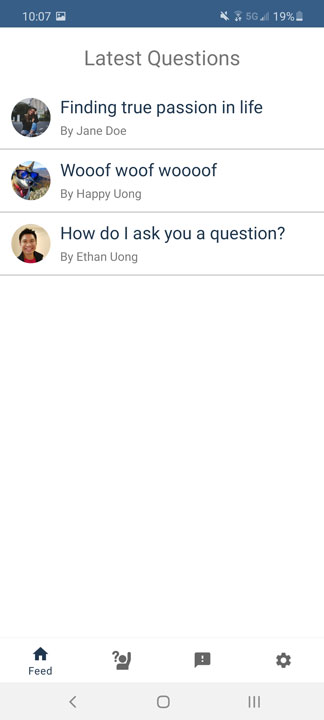 10:07 5G 19%
Latest Questions
Finding true passion in life
By Jane Doe
Wooof woof woooof
By Happy Uong
How do I ask you a question?
By Ethan Uong
Feed